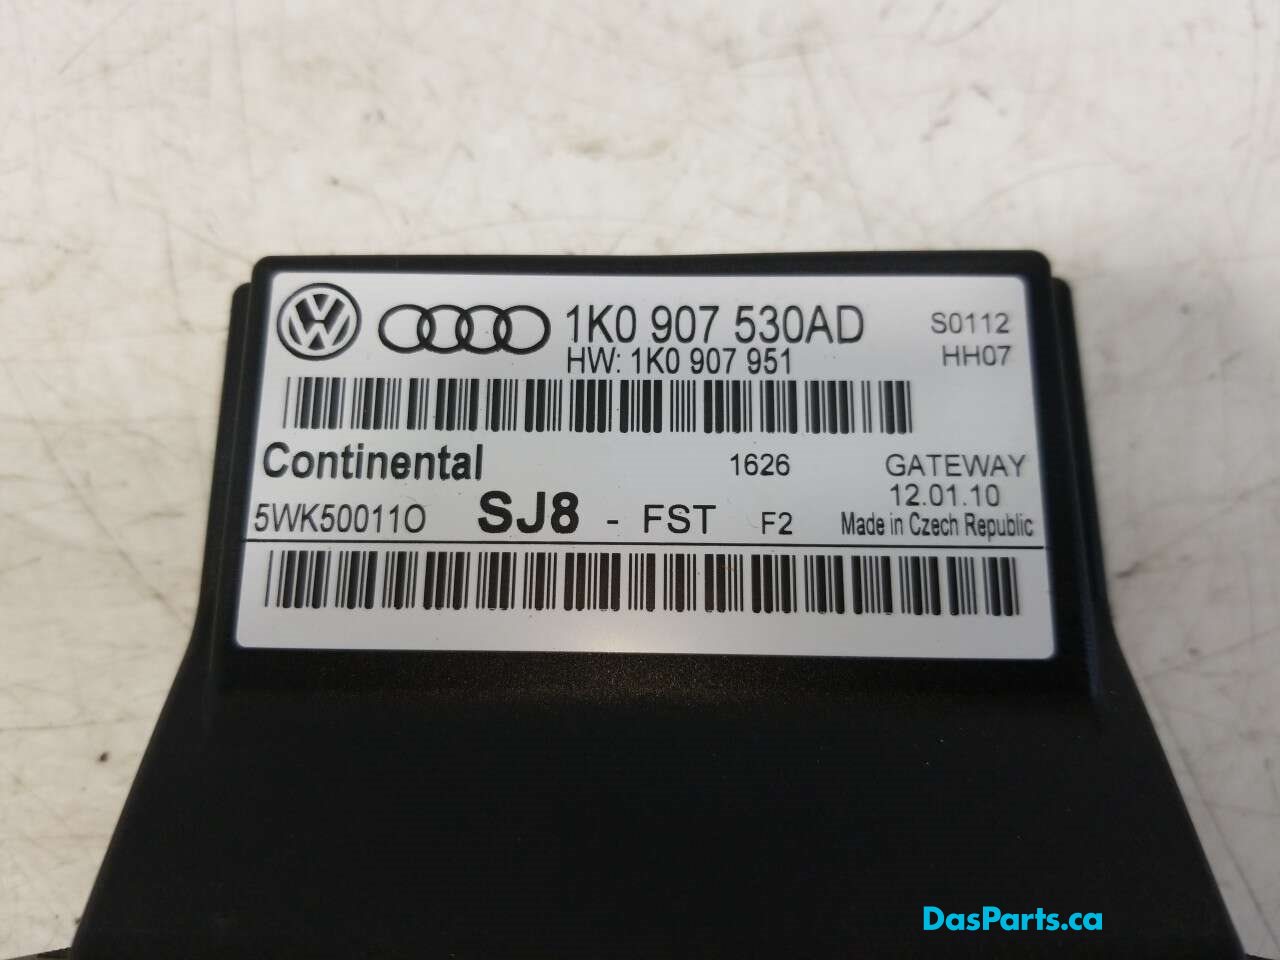 1K0 907 530AD
HW: 1K0 907 951
S0112
HH07
Continental
1626
GATEWAY
12.01.10
5WK50011O
SJ8 - FST F2
Made in Czech Republic
DasParts.ca